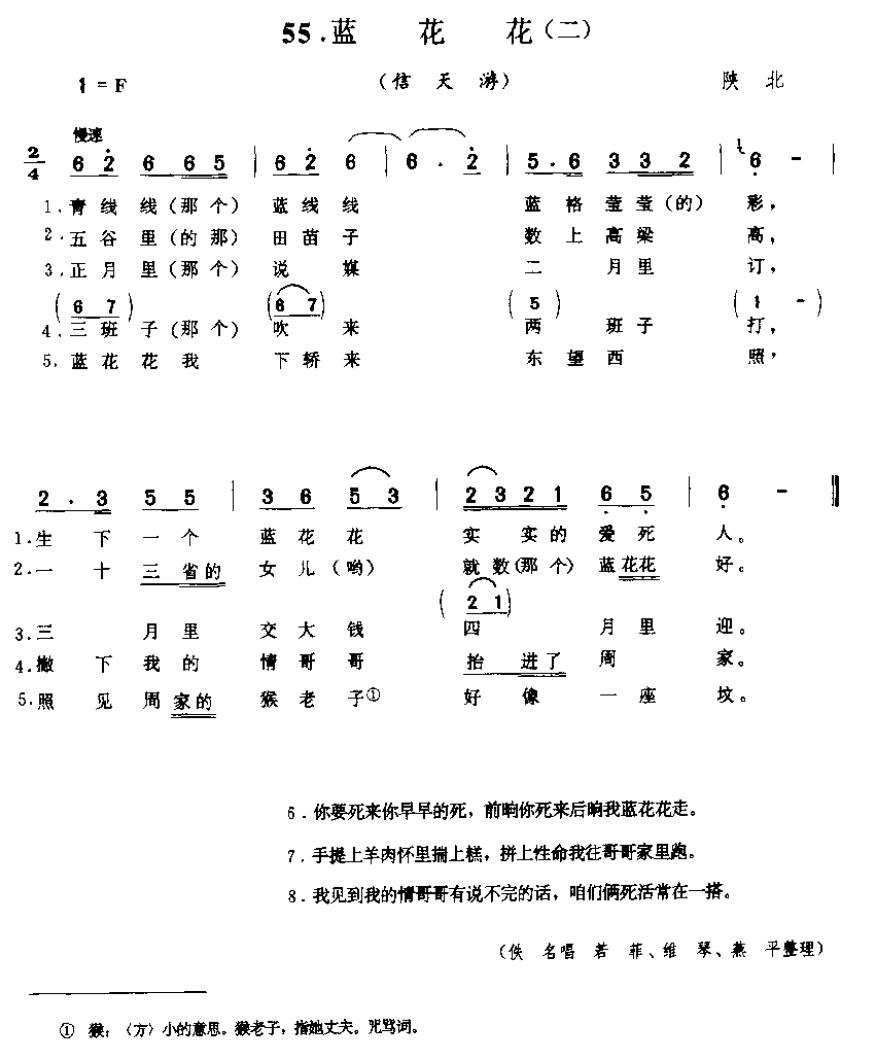 55.蓝 花 花（二）
1=F （信 天 游） 陕 北
慢速
2/4 6 2 6 6 5 | 6 2 6 | 6 . 2 5 . 6 3 3 2 | 6 - |
1.青线线（那个）蓝线线 蓝格莹莹（的）彩，
2.五谷里（的那）田苗子 数上高粱高，
3.正月里（那个）说媒 二月里订，
（6 7） （6 7） （5） （1 -）
4.三班子（那个）吹来 两班子打，
5.蓝花花我下轿来 东望西照，
2 . 3 5 5 | 3 6 5 3 | 2 3 2 1 6 5 | 6 - ‖
1.生下一个蓝花花 实实的爱死人。
2.一十三省的女儿（哟） 就数（那个）蓝花花好。
（2 1）
3.三月里交大钱 四月里迎。
4.撇下我的情哥哥 抬进了周家。
5.照见周家的猴老子① 好像一座坟。
6.你要死来你早早的死，前晌你死来后晌我蓝花花走。
7.手提上羊肉怀里揣上糕，拼上性命我往哥哥家里跑。
8.我见到我的情哥哥有说不完的话，咱们俩死活常在一搭。
（佚 名唱 若 菲、维 琴、燕 平整理）
① 猴：〈方〉小的意思。猴老子，指她丈夫。咒骂词。